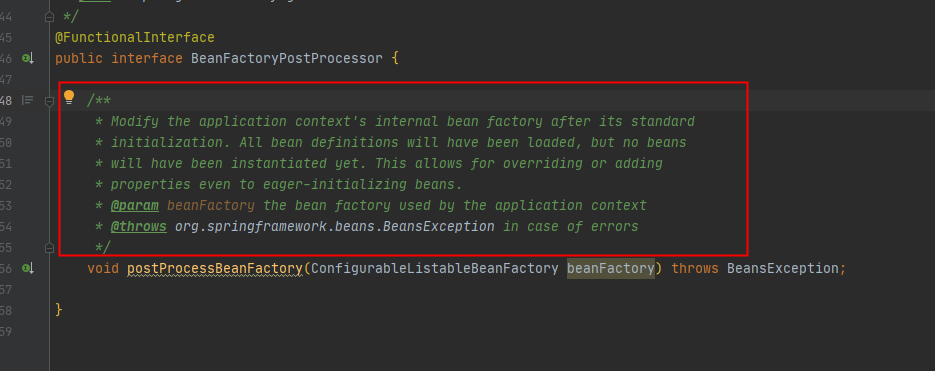 44 */
45 @FunctionalInterface
46 public interface BeanFactoryPostProcessor {
47
48 /**
49 * Modify the application context's internal bean factory after its standard
50 * initialization. All bean definitions will have been loaded, but no beans
51 * will have been instantiated yet. This allows for overriding or adding
52 * properties even to eager-initializing beans.
53 * @param beanFactory the bean factory used by the application context
54 * @throws org.springframework.beans.BeansException in case of errors
55 */
56 void postProcessBeanFactory(ConfigurableListableBeanFactory beanFactory) throws BeansException;
57
58 }
59